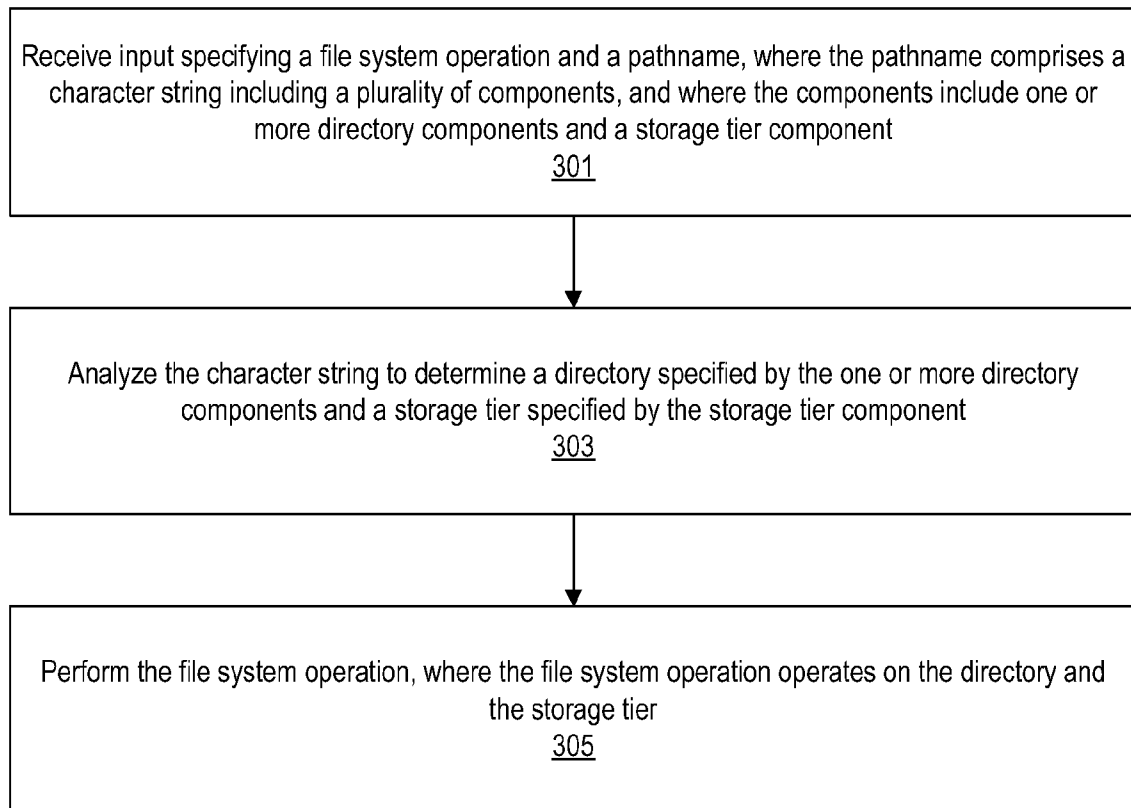 Receive input specifying a file system operation and a pathname, where the pathname comprises a
character string including a plurality of components, and where the components include one or
more directory components and a storage tier component
301
Analyze the character string to determine a directory specified by the one or more directory
components and a storage tier specified by the storage tier component
303
Perform the file system operation, where the file system operation operates on the directory and
the storage tier
305